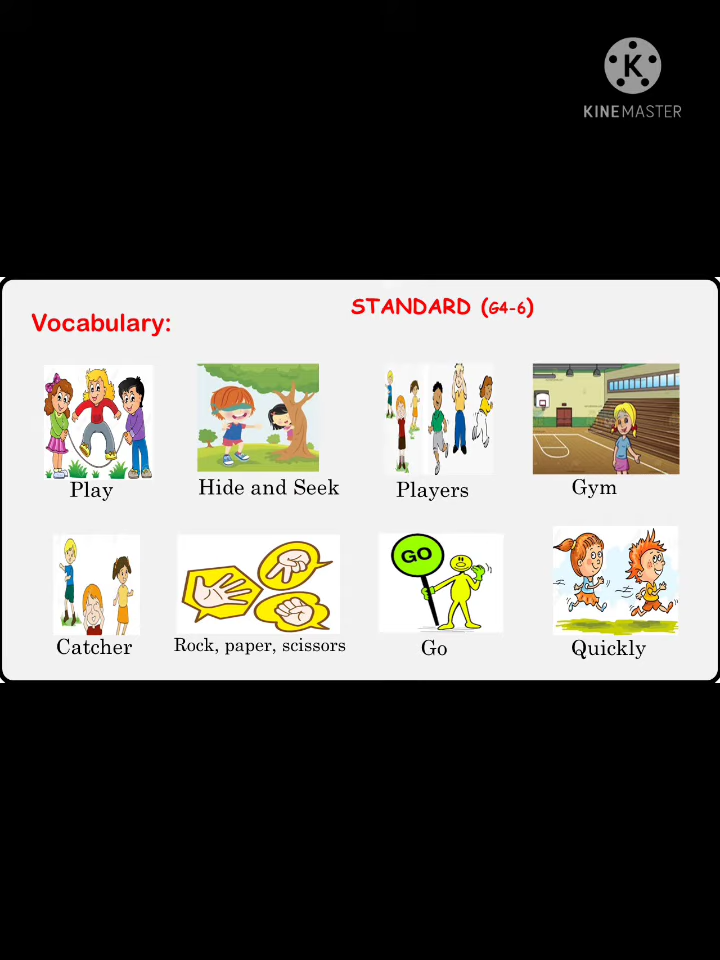 K
KINEMASTER
STANDARD (G4-6)
Vocabulary:
Play
Hide and Seek
Players
Gym
GO
Catcher
Rock, paper, scissors
Go
Quickly